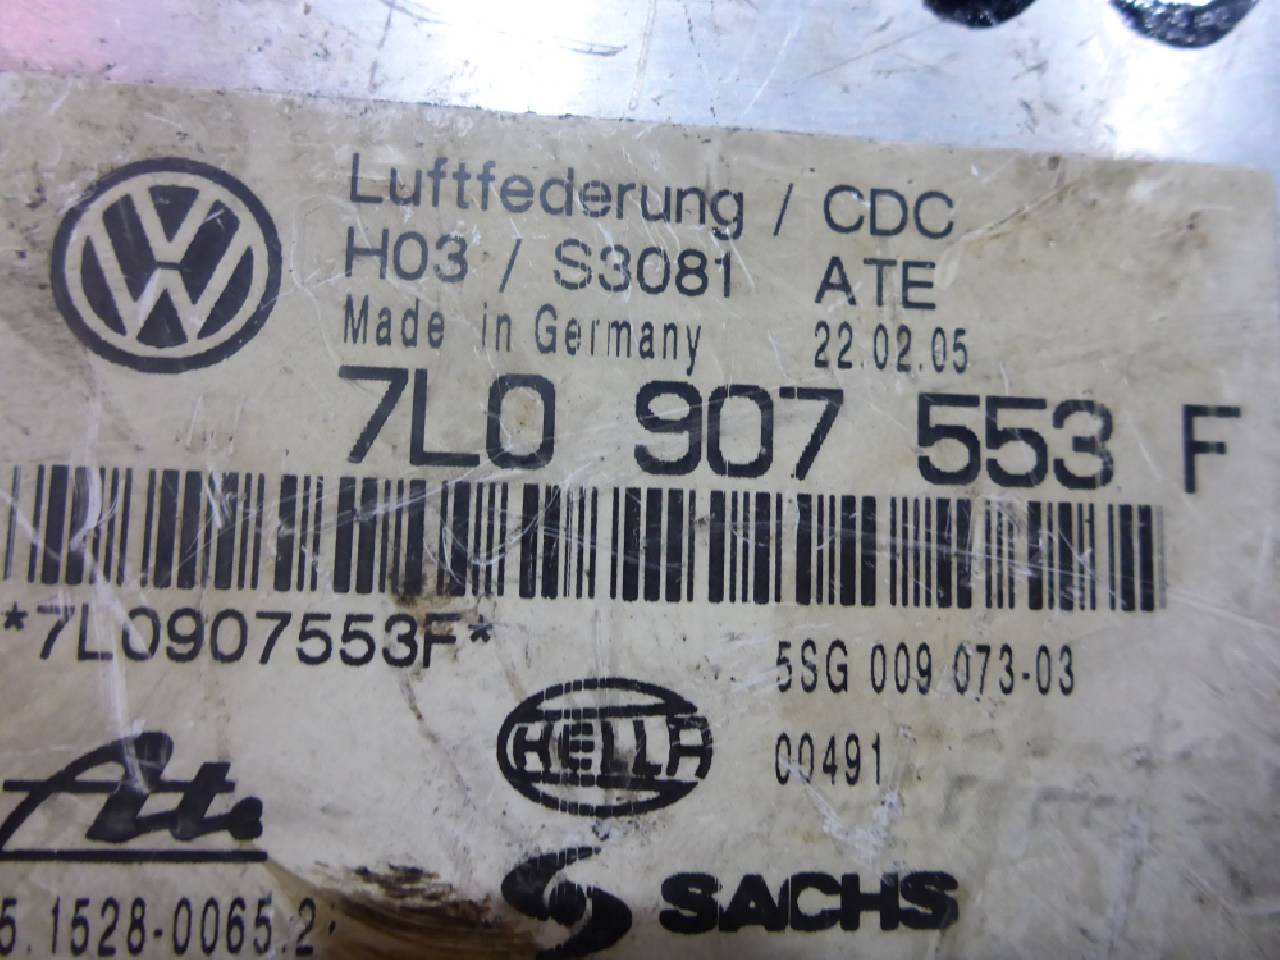 Luftfederung / CDC
H03 / S3081 ATE
Made in Germany 22.02.05
7L0 907 553 F
*7L0907553F*
5SG 009 073-03
HELLA
00491
Ate
SACHS
5.1528-0065.2